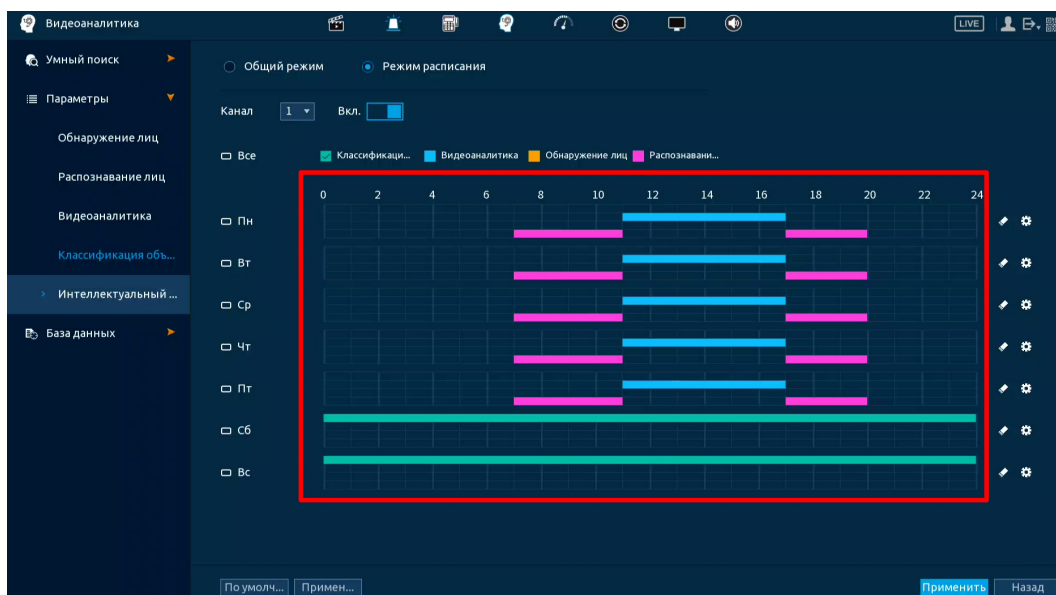 Видеоаналитика
LIVE
Умный поиск
Параметры
Обнаружение лиц
Распознавание лиц
Видеоаналитика
Классификация объ...
Интеллектуальный ...
База данных
Общий режим Режим расписания
Канал 1 Вкл.
Все Классификаци... Видеоаналитика Обнаружение лиц Распознавани...
0 2 4 6 8 10 12 14 16 18 20 22 24
Пн
Вт
Ср
Чт
Пт
Сб
Вс
По умолч... Примен... Применить Назад